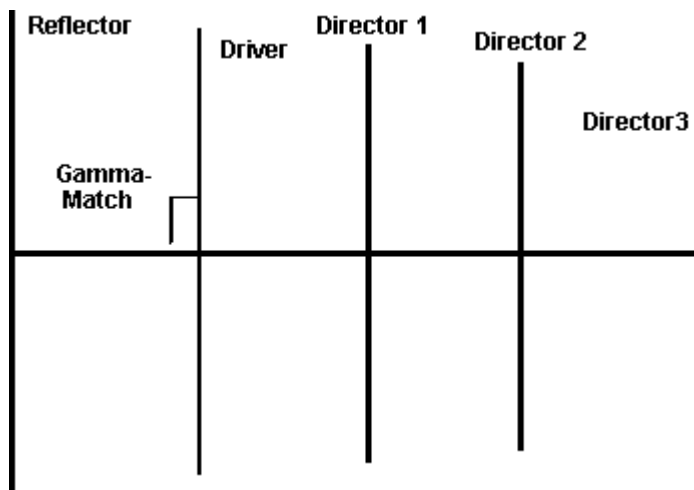 Reflector
Driver
Director 1
Director 2
Director3
Gamma-
Match